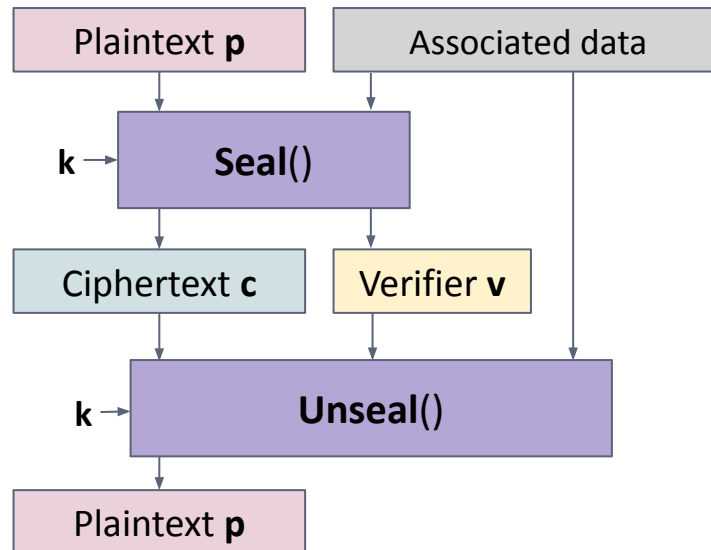 Plaintext p
Associated data
k
Seal()
Ciphertext c
Verifier v
k
Unseal()
Plaintext p